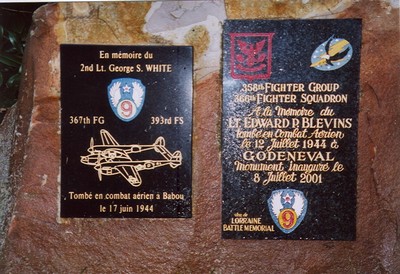 En mémoire du
2nd Lt. George S. WHITE
9
367th FG
393rd FS
Tombé en combat aérien à Babou
le 17 juin 1944
358th FIGHTER GROUP
366th FIGHTER SQUADRON
A la Mémoire du
LT. EDWARD P. BLEVINS
Tombé en Combat Aérien
le 12 Juillet 1944 à
GODENEVAL
Monument Inauguré le
8 Juillet 2001
LORRAINE
BATTLE MEMORIAL
9